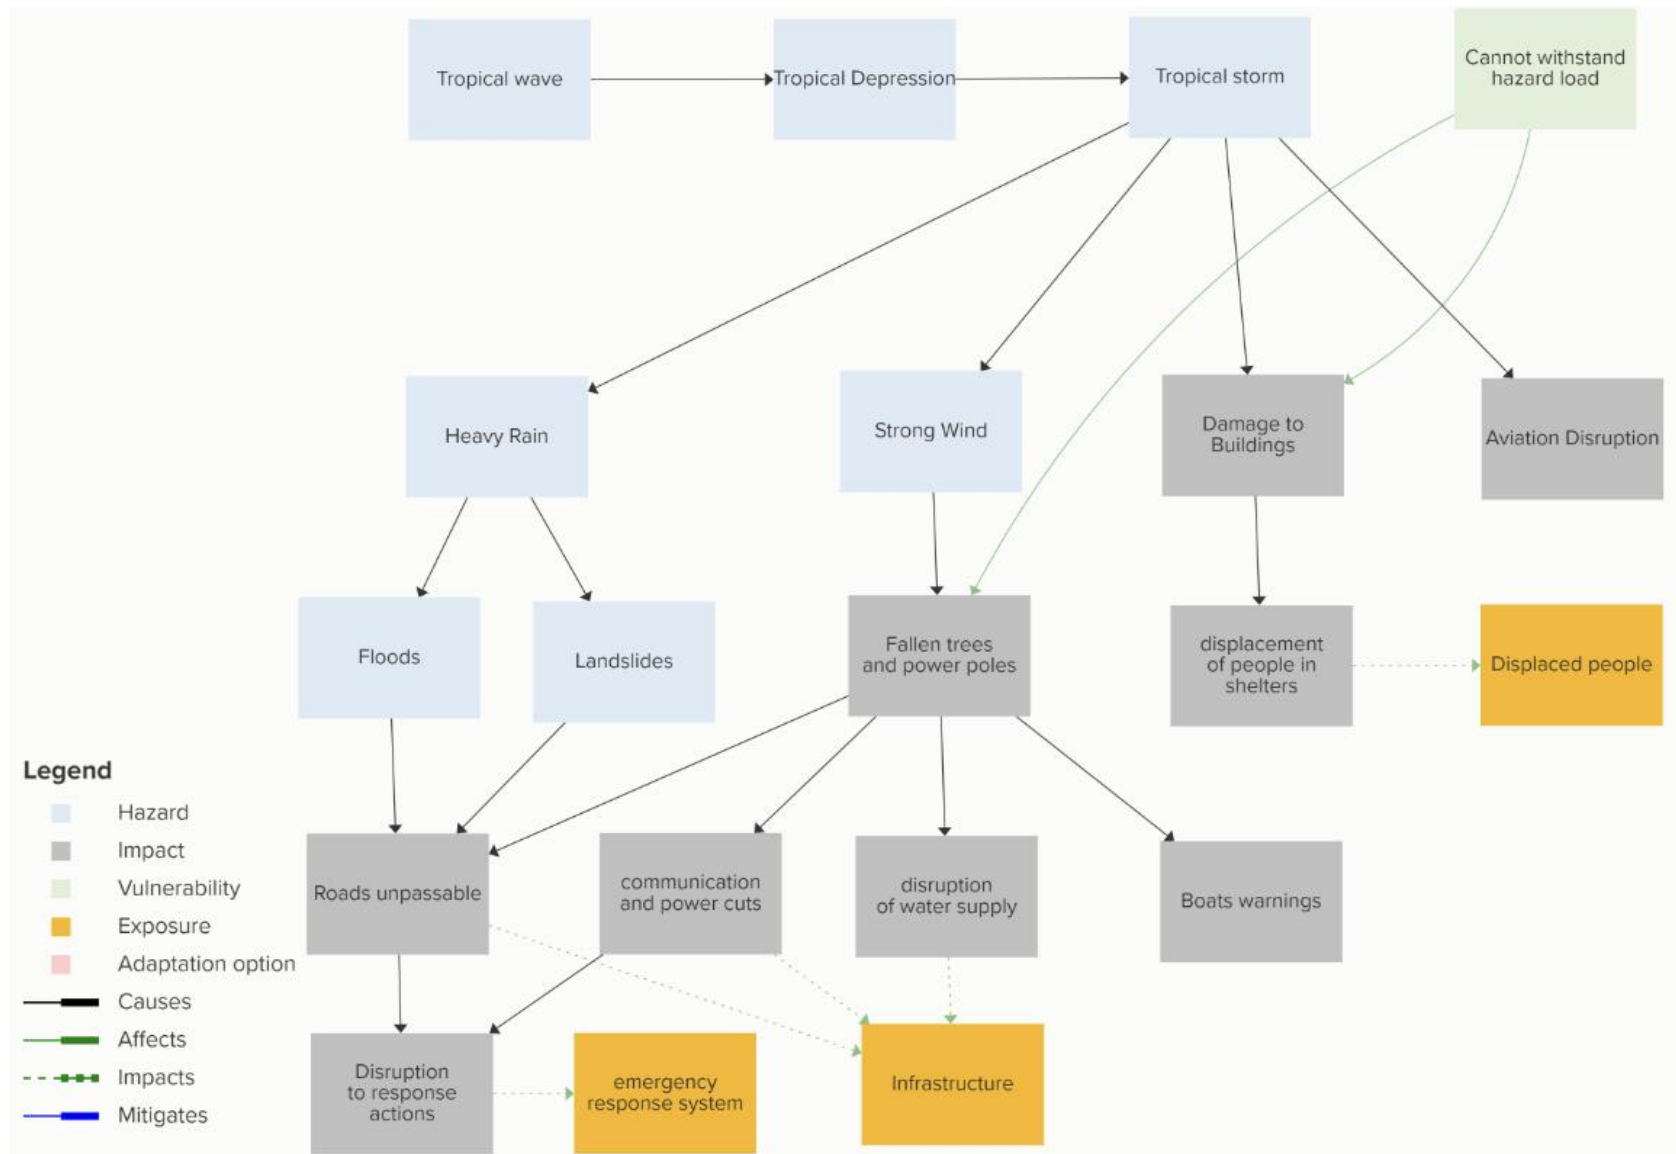 Tropical wave
Tropical Depression
Tropical storm
Cannot withstand
hazard load
Heavy Rain
Strong Wind
Damage to
Buildings
Aviation Disruption
Floods
Landslides
Fallen trees
and power poles
displacement
of people in
shelters
Displaced people
Legend
Hazard
Impact
Vulnerability
Exposure
Adaptation option
Causes
Affects
Impacts
Mitigates
Roads unpassable
communication
and power cuts
disruption
of water supply
Boats warnings
Disruption
to response
actions
emergency
response system
Infrastructure